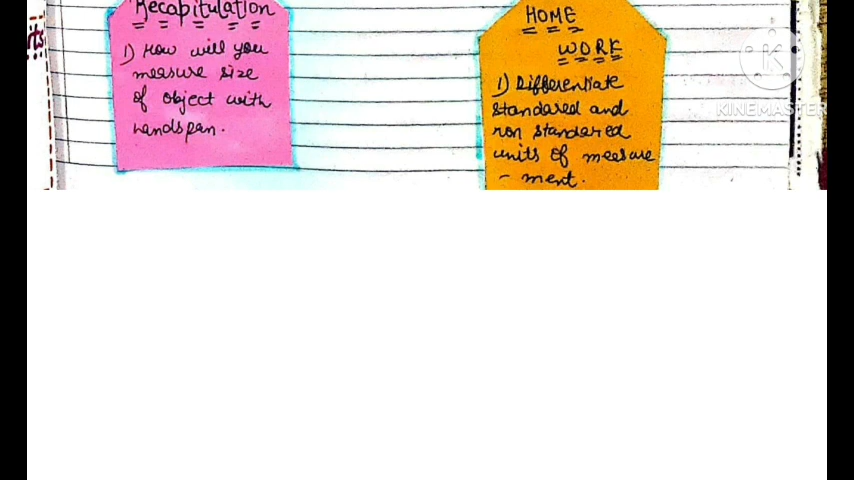 Recapitulation
1) How will you
measure size
of object with
handspan.
HOME
WORK
1) Differentiate
standared and
non standared
units of measure
- ment.
KINEMASTER